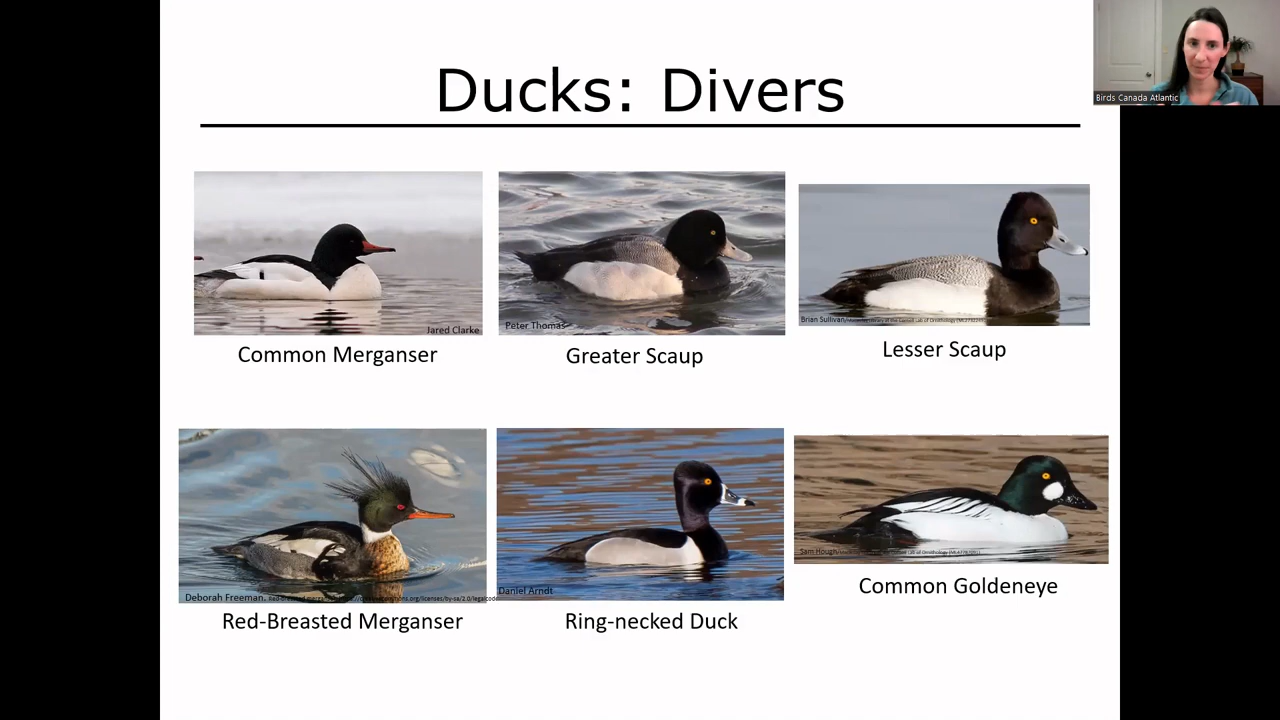 Ducks: Divers
Birds Canada Atlantic
Jared Clarke
Peter Thomas
Brian Sullivan/
Common Merganser
Greater Scaup
Lesser Scaup
Deborah Freeman.
Daniel Arndt
Sam Hough/
Red-Breasted Merganser
Ring-necked Duck
Common Goldeneye